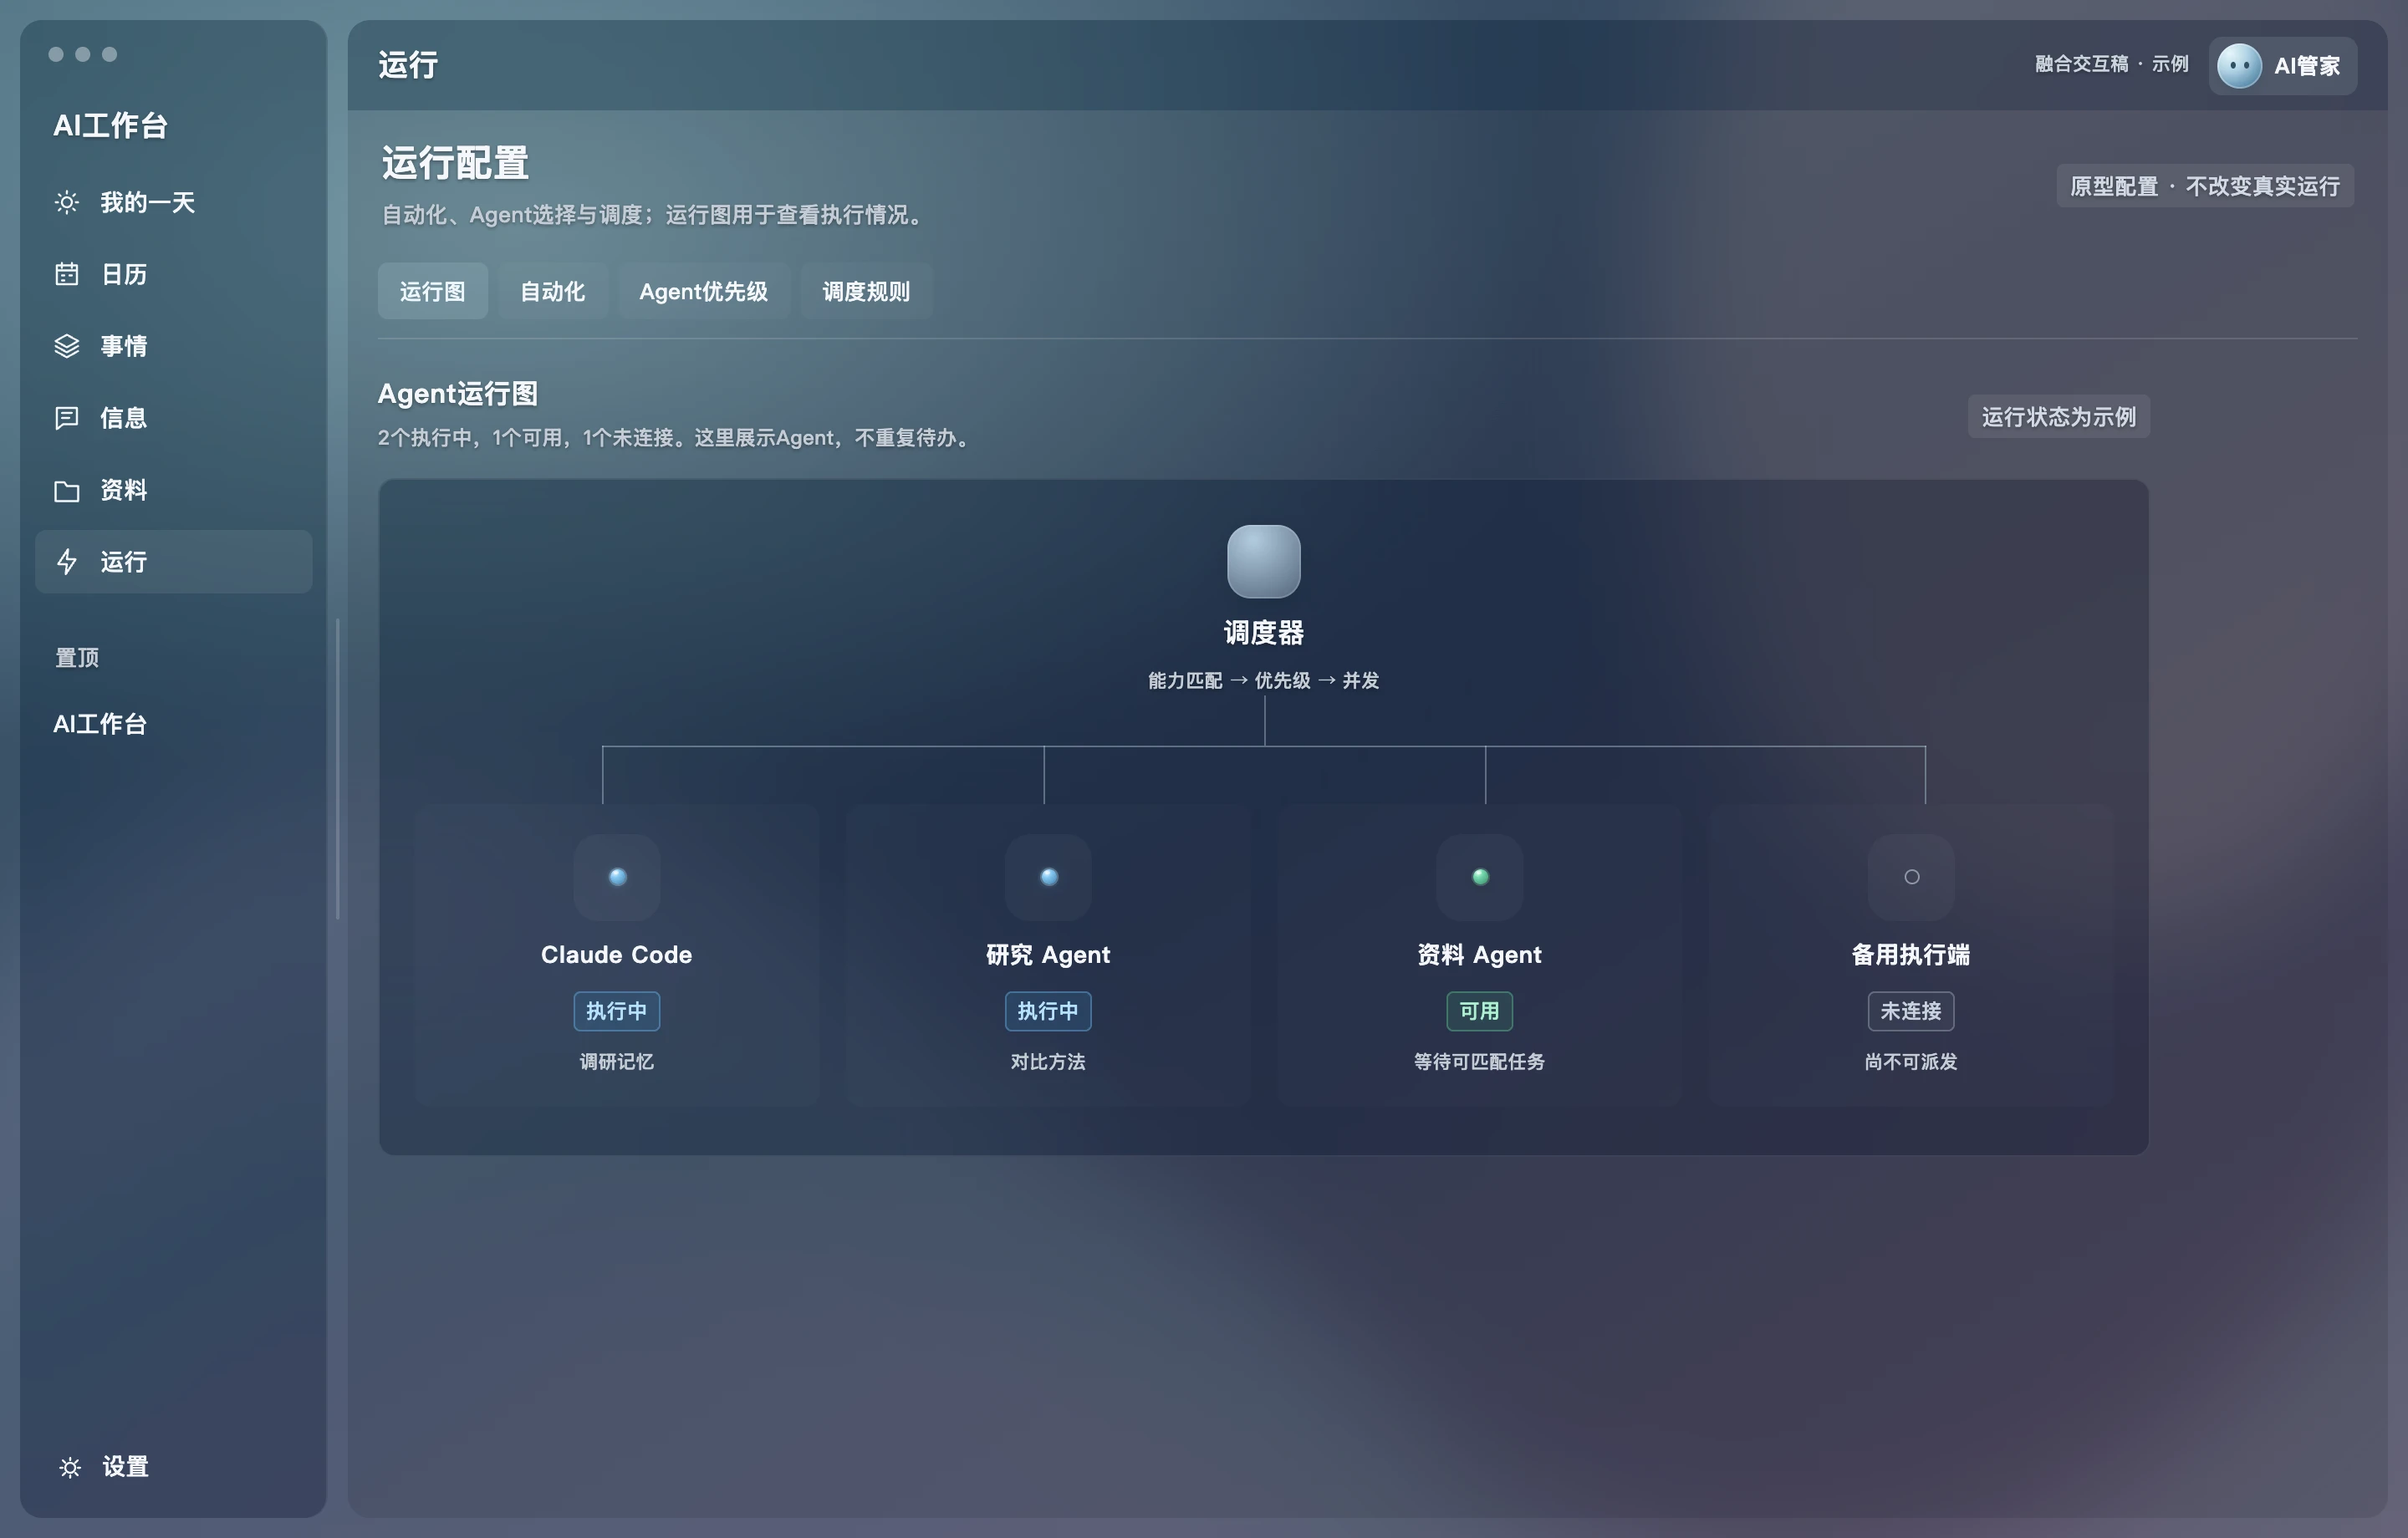 AI工作台
我的一天
日历
事情
信息
资料
运行
置顶
AI工作台
设置
运行
融合交互稿 · 示例
AI管家
运行配置
自动化、Agent选择与调度；运行图用于查看执行情况。
原型配置 · 不改变真实运行
运行图
自动化
Agent优先级
调度规则
Agent运行图
2个执行中，1个可用，1个未连接。这里展示Agent，不重复待办。
运行状态为示例
调度器
能力匹配 → 优先级 → 并发
Claude Code
执行中
调研记忆
研究 Agent
执行中
对比方法
资料 Agent
可用
等待可匹配任务
备用执行端
未连接
尚不可派发